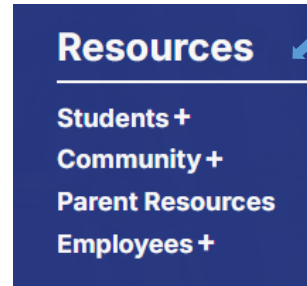 Resources
Students +
Community +
Parent Resources
Employees +